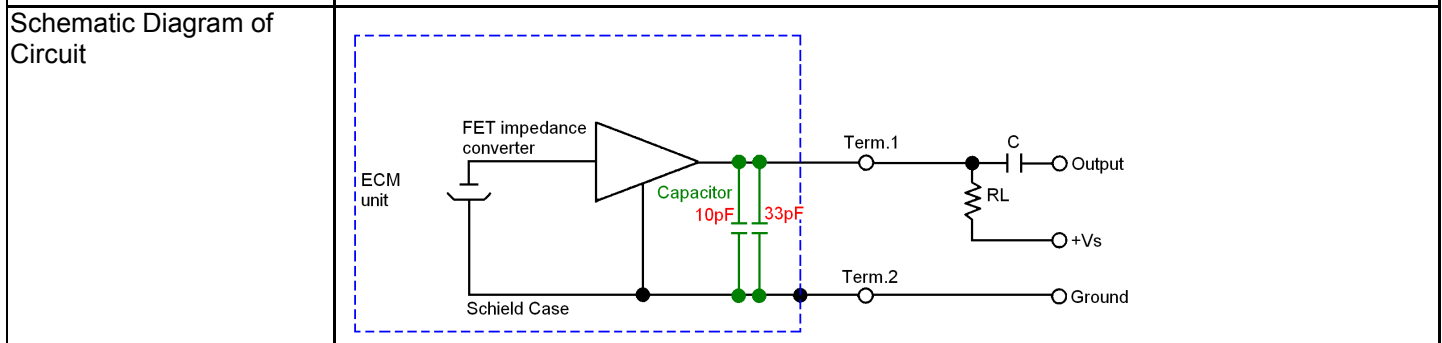 Schematic Diagram of
Circuit
FET impedance
converter
ECM
unit
Capacitor
10pF
33pF
Schield Case
Term.1
C
Output
RL
+Vs
Term.2
Ground